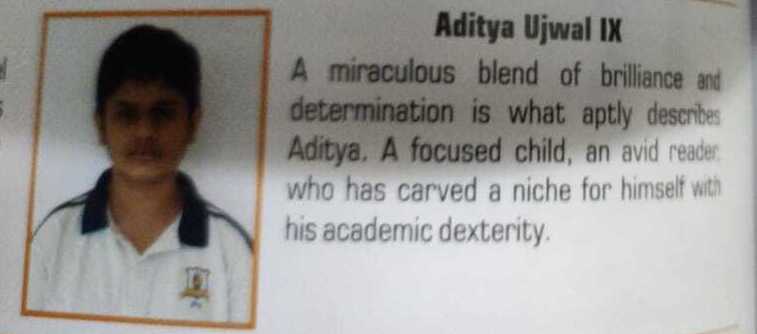 Aditya Ujwal IX
A miraculous blend of brilliance and
determination is what aptly describes
Aditya. A focused child, an avid reader,
who has carved a niche for himself with
his academic dexterity.